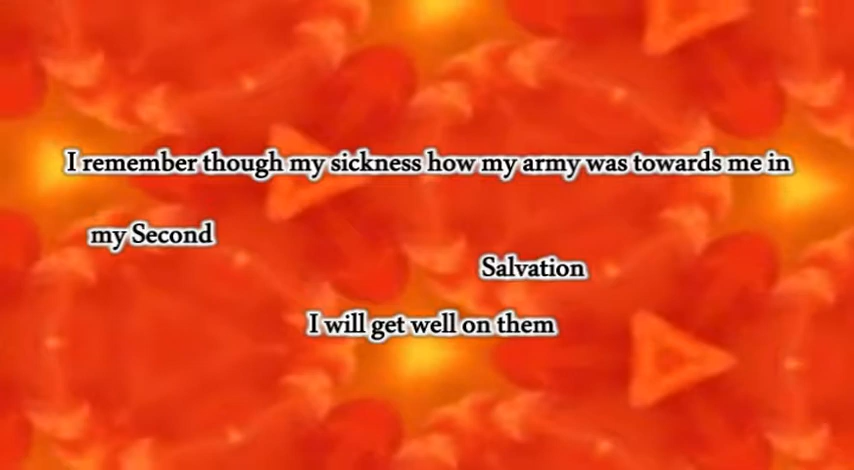 I remember though my sickness how my army was towards me in
my Second
Salvation
I will get well on them